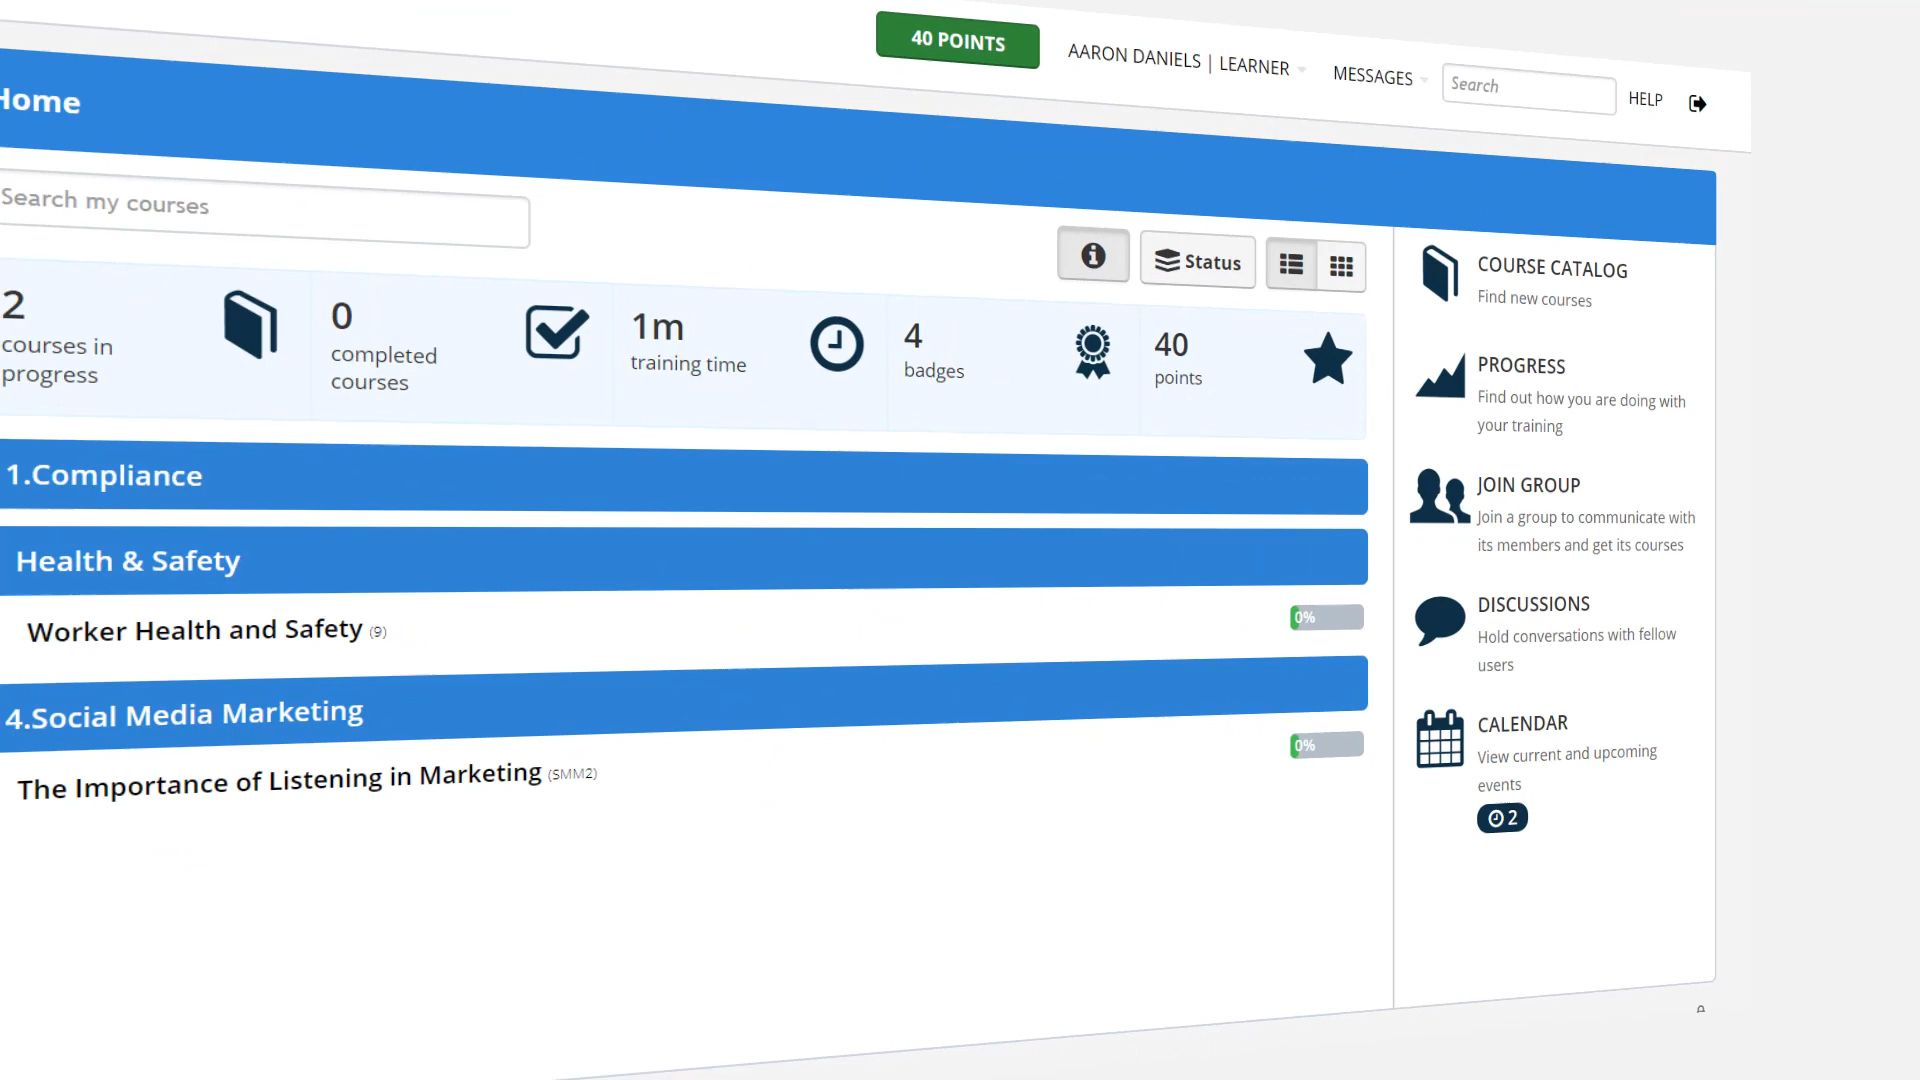 40 POINTS
AARON DANIELS | LEARNER
MESSAGES
Search
HELP
Home
Search my courses
Status
2
courses in
progress
0
completed
courses
1m
training time
4
badges
40
points
1.Compliance
Health & Safety
Worker Health and Safety (9)
0%
4.Social Media Marketing
The Importance of Listening in Marketing (SMM2)
0%
COURSE CATALOG
Find new courses
PROGRESS
Find out how you are doing with
your training
JOIN GROUP
Join a group to communicate with
its members and get its courses
DISCUSSIONS
Hold conversations with fellow
users
CALENDAR
View current and upcoming
events
2